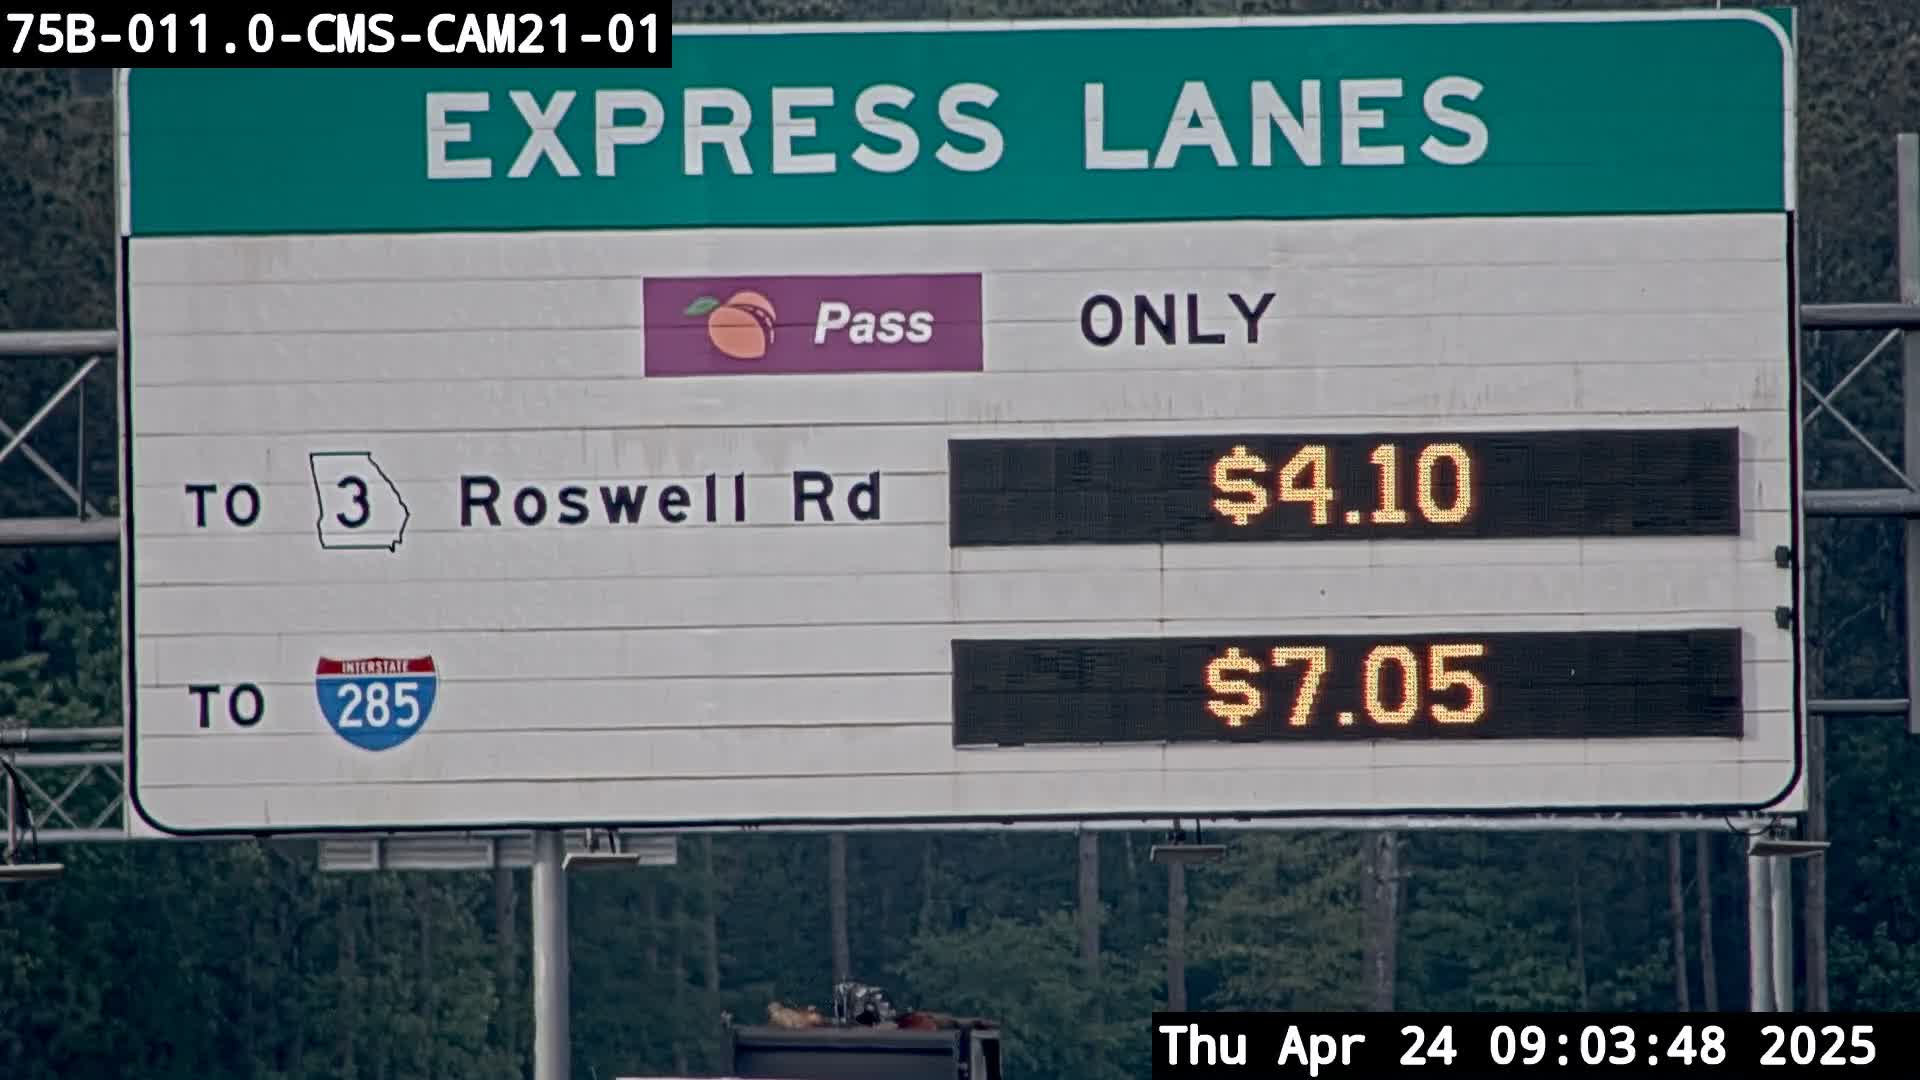 75B-011.0-CMS-CAM21-01
EXPRESS LANES
Pass ONLY
TO 3 Roswell Rd $4.10
INTERSTATE
TO 285 $7.05
Thu Apr 24 09:03:48 2025